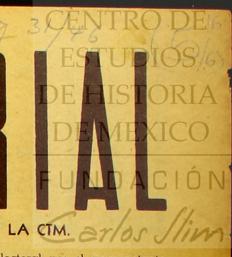 CENTRO DE
ESTUDIOS
DE HISTORIA
DE MEXICO
FUNDACIÓN
Carlos Slim
RIAL
LA CTM.